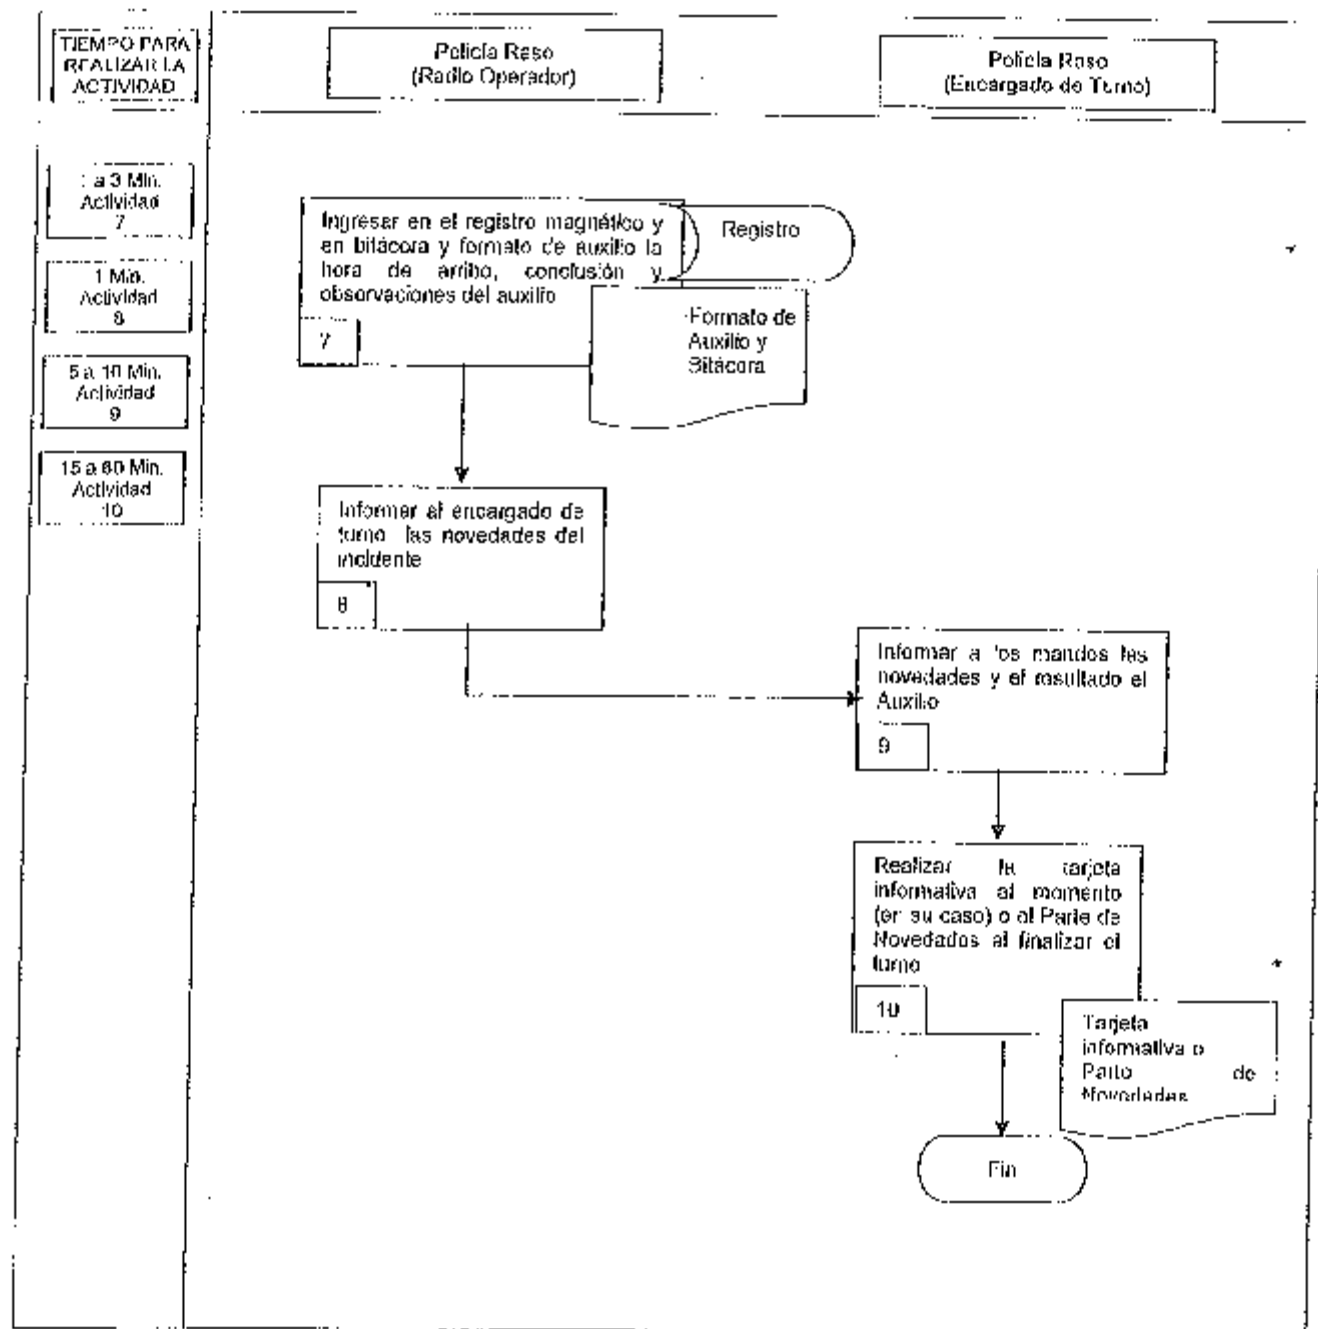 TIEMPO PARA
REALIZAR LA
ACTIVIDAD
Policía Raso
(Radio Operador)
Policía Raso
(Encargado de Turno)
1 a 3 Min.
Actividad
7
1 Min.
Actividad
8
5 a 10 Min.
Actividad
9
15 a 60 Min.
Actividad
10
Ingresar en el registro magnético y
en bitácora y formato de auxilio la
hora de arribo, conclusión y
observaciones del auxilio
7
Registro
Formato de
Auxilio y
Bitácora
Informar al encargado de
turno las novedades del
incidente
8
Informar a los mandos las
novedades y el resultado el
Auxilio
9
Realizar la tarjeta
informativa al momento
(en su caso) o al Parte de
Novedades al finalizar el
turno
10
Tarjeta
informativa o
Parte de
Novedades
Fin